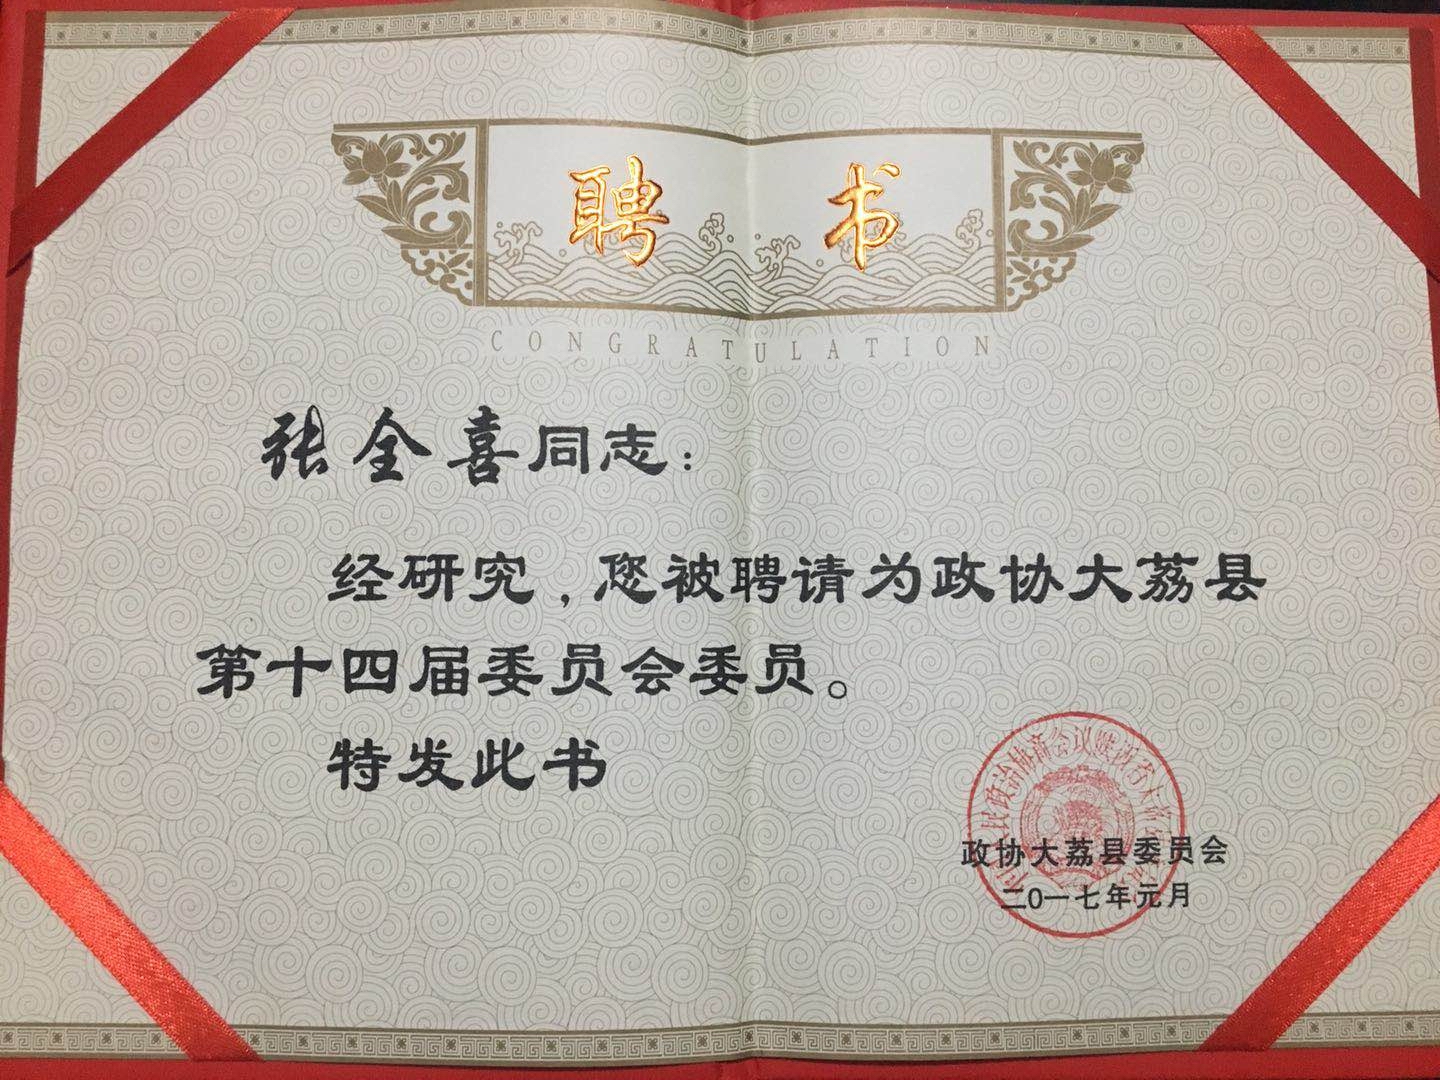 聘书
CONGRATULATION
张全喜同志：
经研究，您被聘请为政协大荔县
第十四届委员会委员。
特发此书
政协大荔县委员会
二0一七年元月